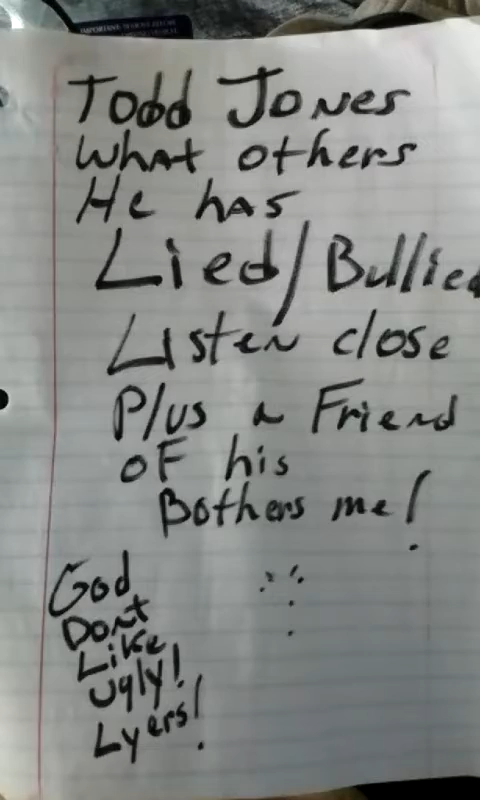 IMPORTANT
Todd Jones
What others
He has
Lied/Bullied
Listen close
Plus a Friend
of his
Bothers me!
God
Dont
Like
Ugly!
Lyers!